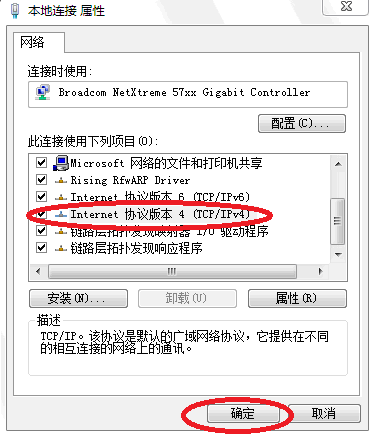 本地连接 属性
网络
连接时使用:
Broadcom NetXtreme 57xx Gigabit Controller
配置(C)...
此连接使用下列项目(O):
Microsoft 网络的文件和打印机共享
Rising RfwARP Driver
Internet 协议版本 6 (TCP/IPv6)
Internet 协议版本 4 (TCP/IPv4)
链路层拓扑发现映射器 I/O 驱动程序
链路层拓扑发现响应程序
安装(N)...
卸载(U)
属性(R)
描述
TCP/IP。该协议是默认的广域网络协议，它提供在不同
的相互连接的网络上的通讯。
确定
取消